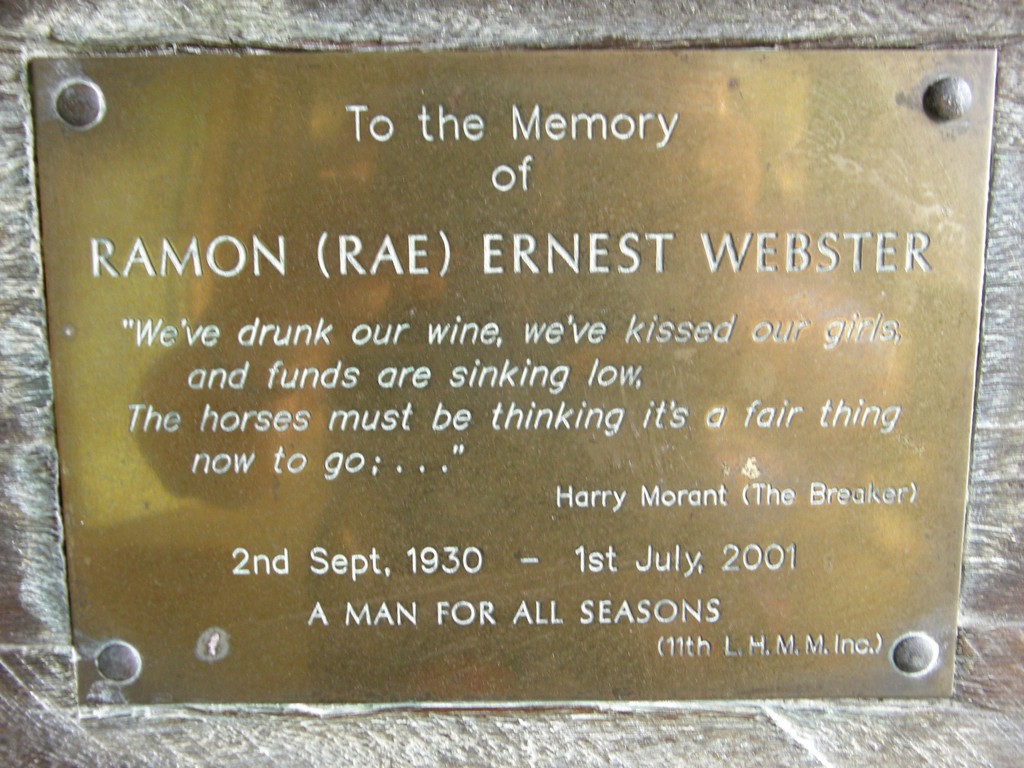 To the Memory
of
RAMON (RAE) ERNEST WEBSTER
"We've drunk our wine, we've kissed our girls,
and funds are sinking low,
The horses must be thinking it's a fair thing
now to go; . . ."
Harry Morant (The Breaker)
2nd Sept, 1930 - 1st July, 2001
A MAN FOR ALL SEASONS
(11th L. H. M. M. Inc.)